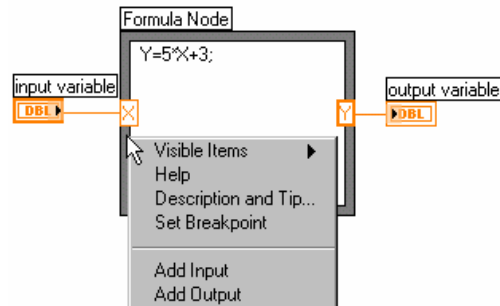 Formula Node
Y=5*X+3;
input variable
output variable
DBL
X
Y
DBL
Visible Items
Help
Description and Tip...
Set Breakpoint
Add Input
Add Output